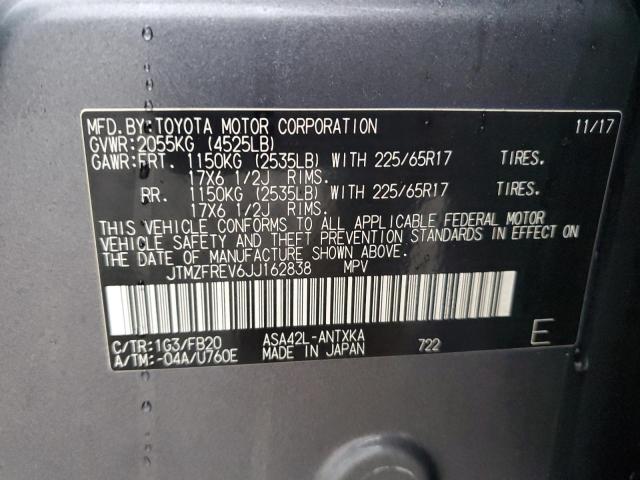 MFD.BY:TOYOTA MOTOR CORPORATION 11/17
GVWR:2055KG (4525LB)
GAWR:FRT. 1150KG (2535LB) WITH 225/65R17 TIRES.
17X6 1/2J RIMS.
RR. 1150KG (2535LB) WITH 225/65R17 TIRES.
17X6 1/2J RIMS.
THIS VEHICLE CONFORMS TO ALL APPLICABLE FEDERAL MOTOR
VEHICLE SAFETY AND THEFT PREVENTION STANDARDS IN EFFECT ON
THE DATE OF MANUFACTURE SHOWN ABOVE.
JTMZFREV6JJ162838 MPV
C/TR:1G3/FB20 ASA42L-ANTXKA 722 E
A/TM:-04A/U760E MADE IN JAPAN